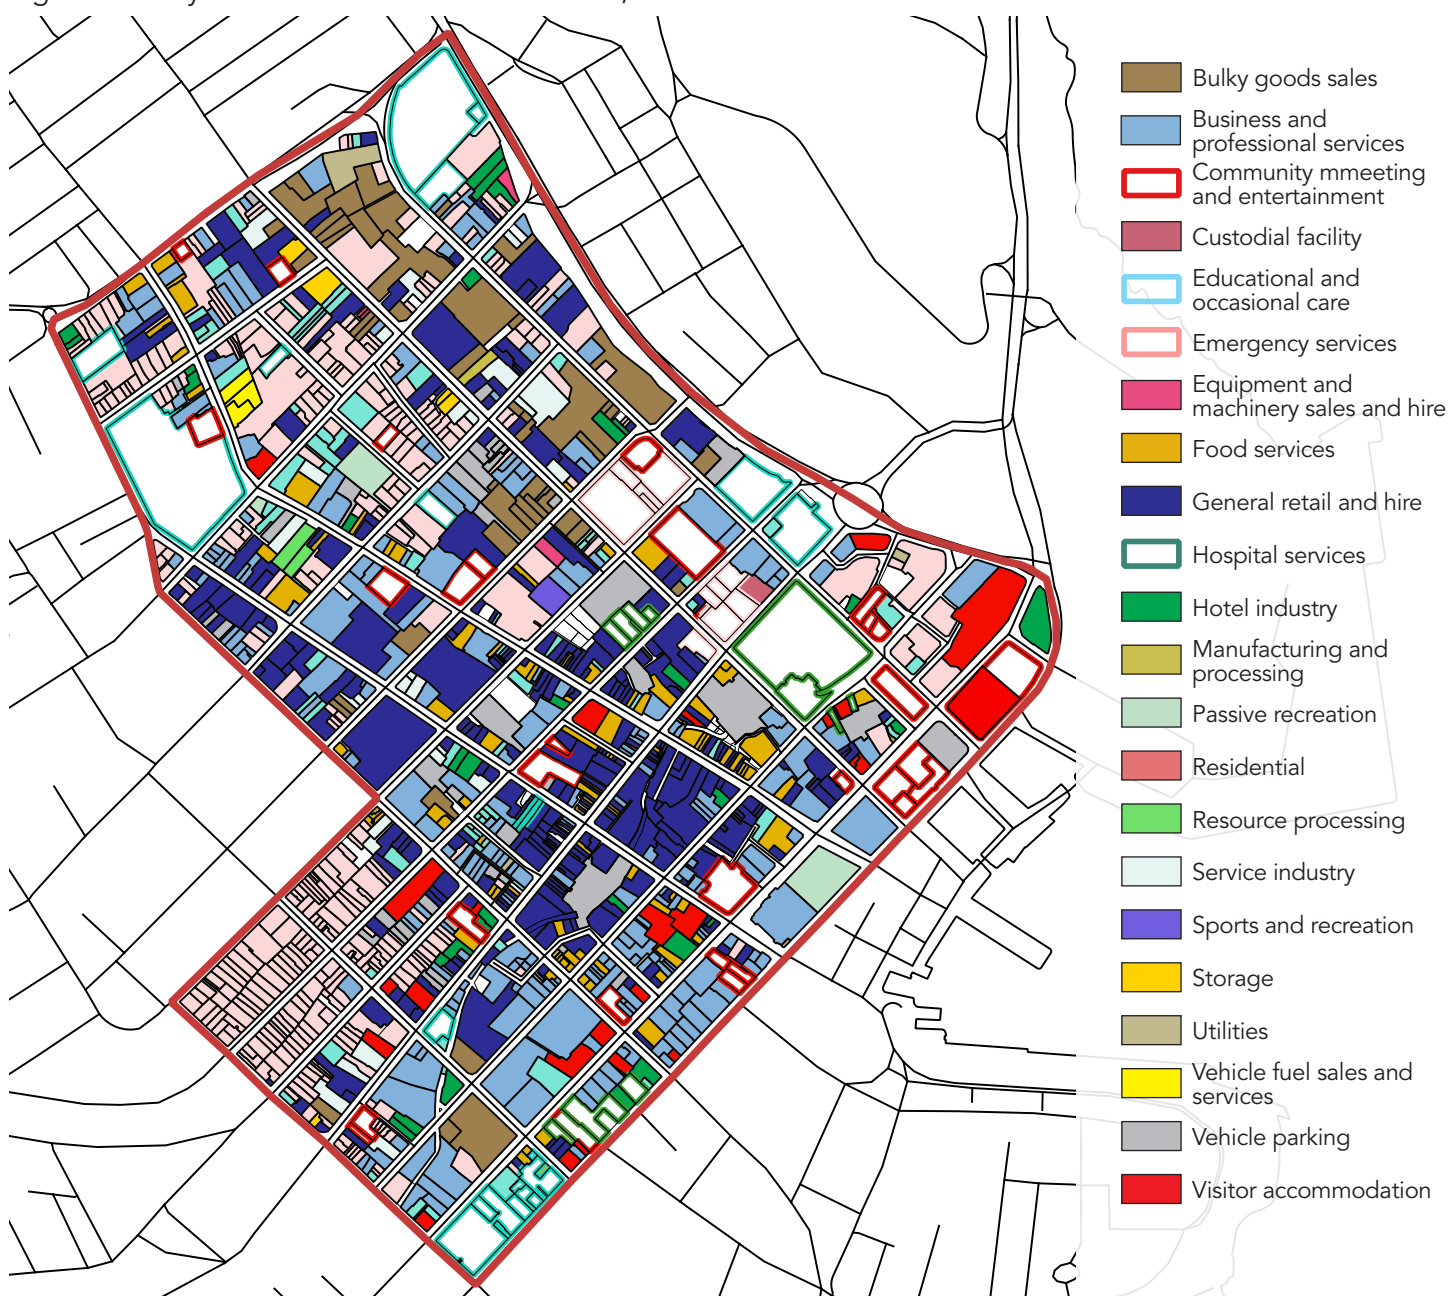 Bulky goods sales
Business and
professional services
Community mmeeting
and entertainment
Custodial facility
Educational and
occasional care
Emergency services
Equipment and
machinery sales and hire
Food services
General retail and hire
Hospital services
Hotel industry
Manufacturing and
processing
Passive recreation
Residential
Resource processing
Service industry
Sports and recreation
Storage
Utilities
Vehicle fuel sales and
services
Vehicle parking
Visitor accommodation